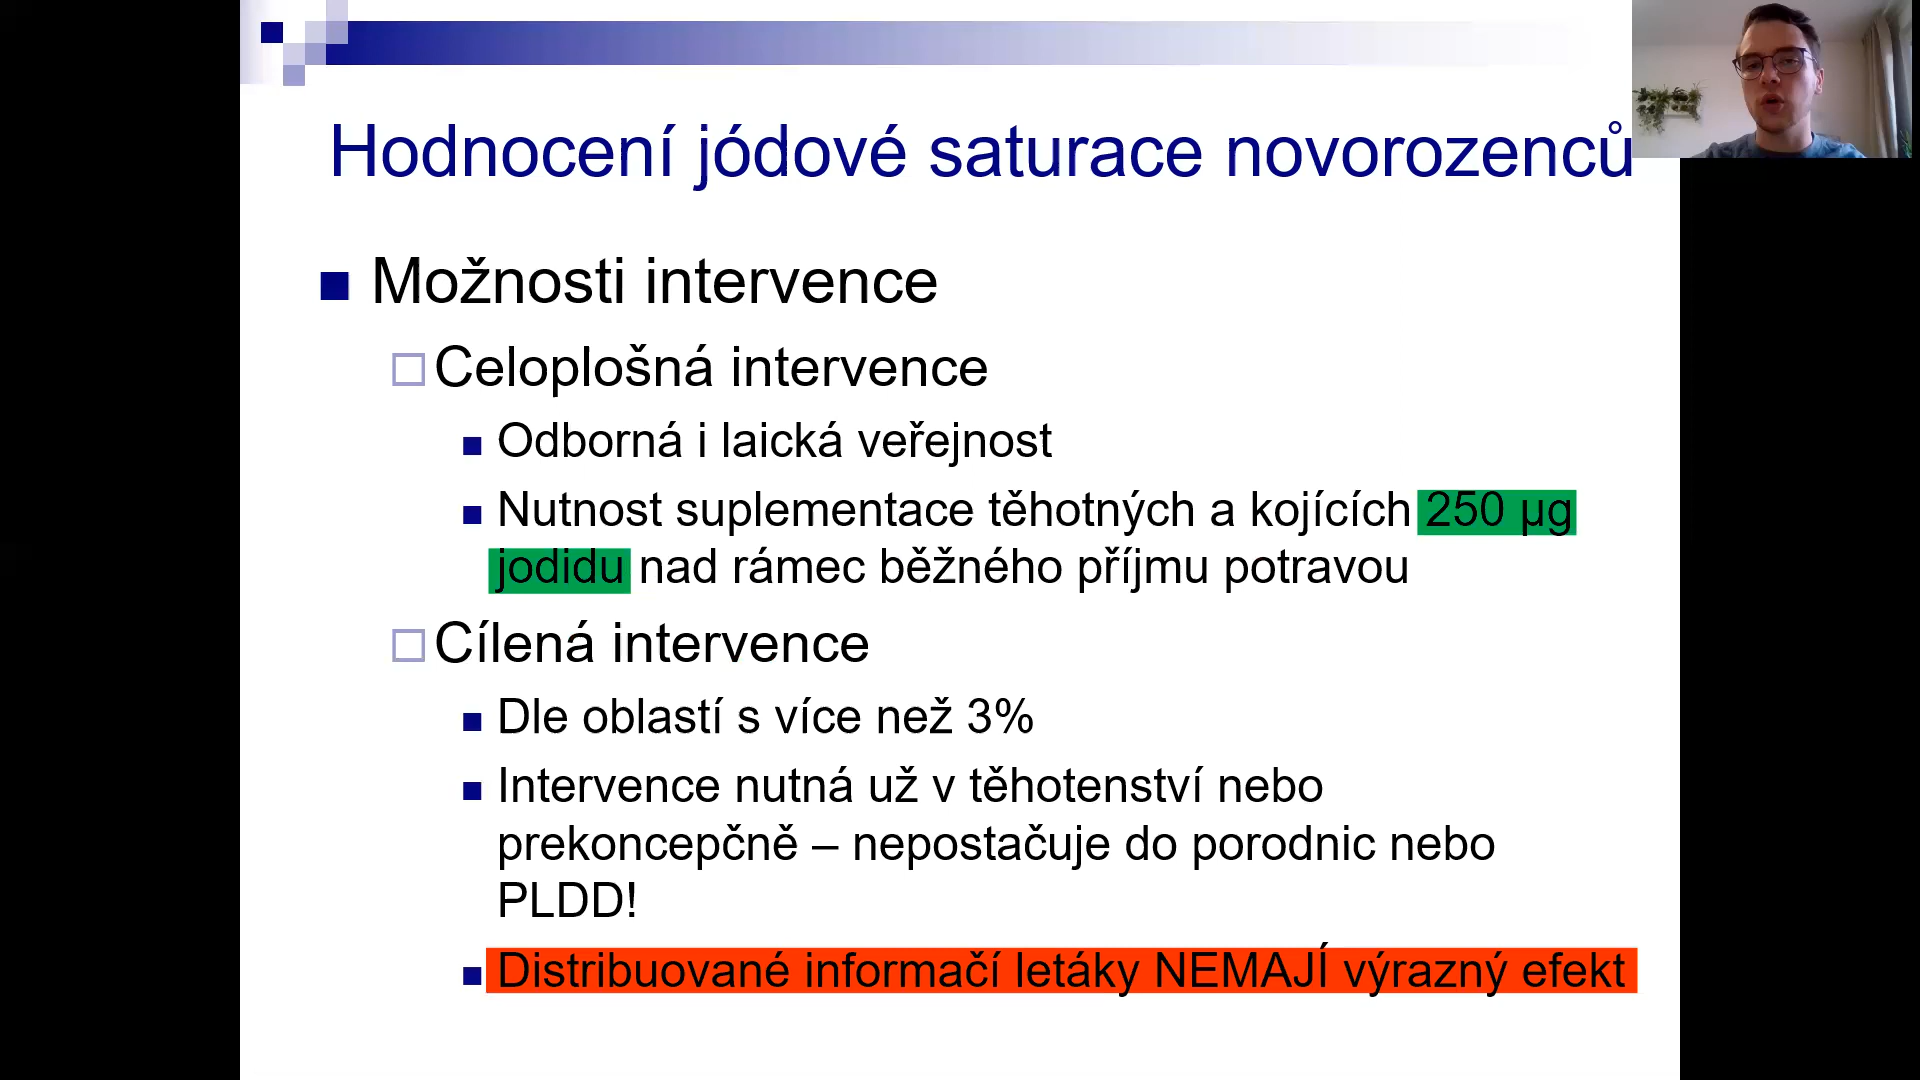 Hodnocení jódové saturace novorozenců
Možnosti intervence
Celoplošná intervence
Odborná i laická veřejnost
Nutnost suplementace těhotných a kojících 250 µg
jodidu nad rámec běžného příjmu potravou
Cílená intervence
Dle oblastí s více než 3%
Intervence nutná už v těhotenství nebo
prekoncepčně – nepostačuje do porodnic nebo
PLDD!
Distribuované informačí letáky NEMAJÍ výrazný efekt